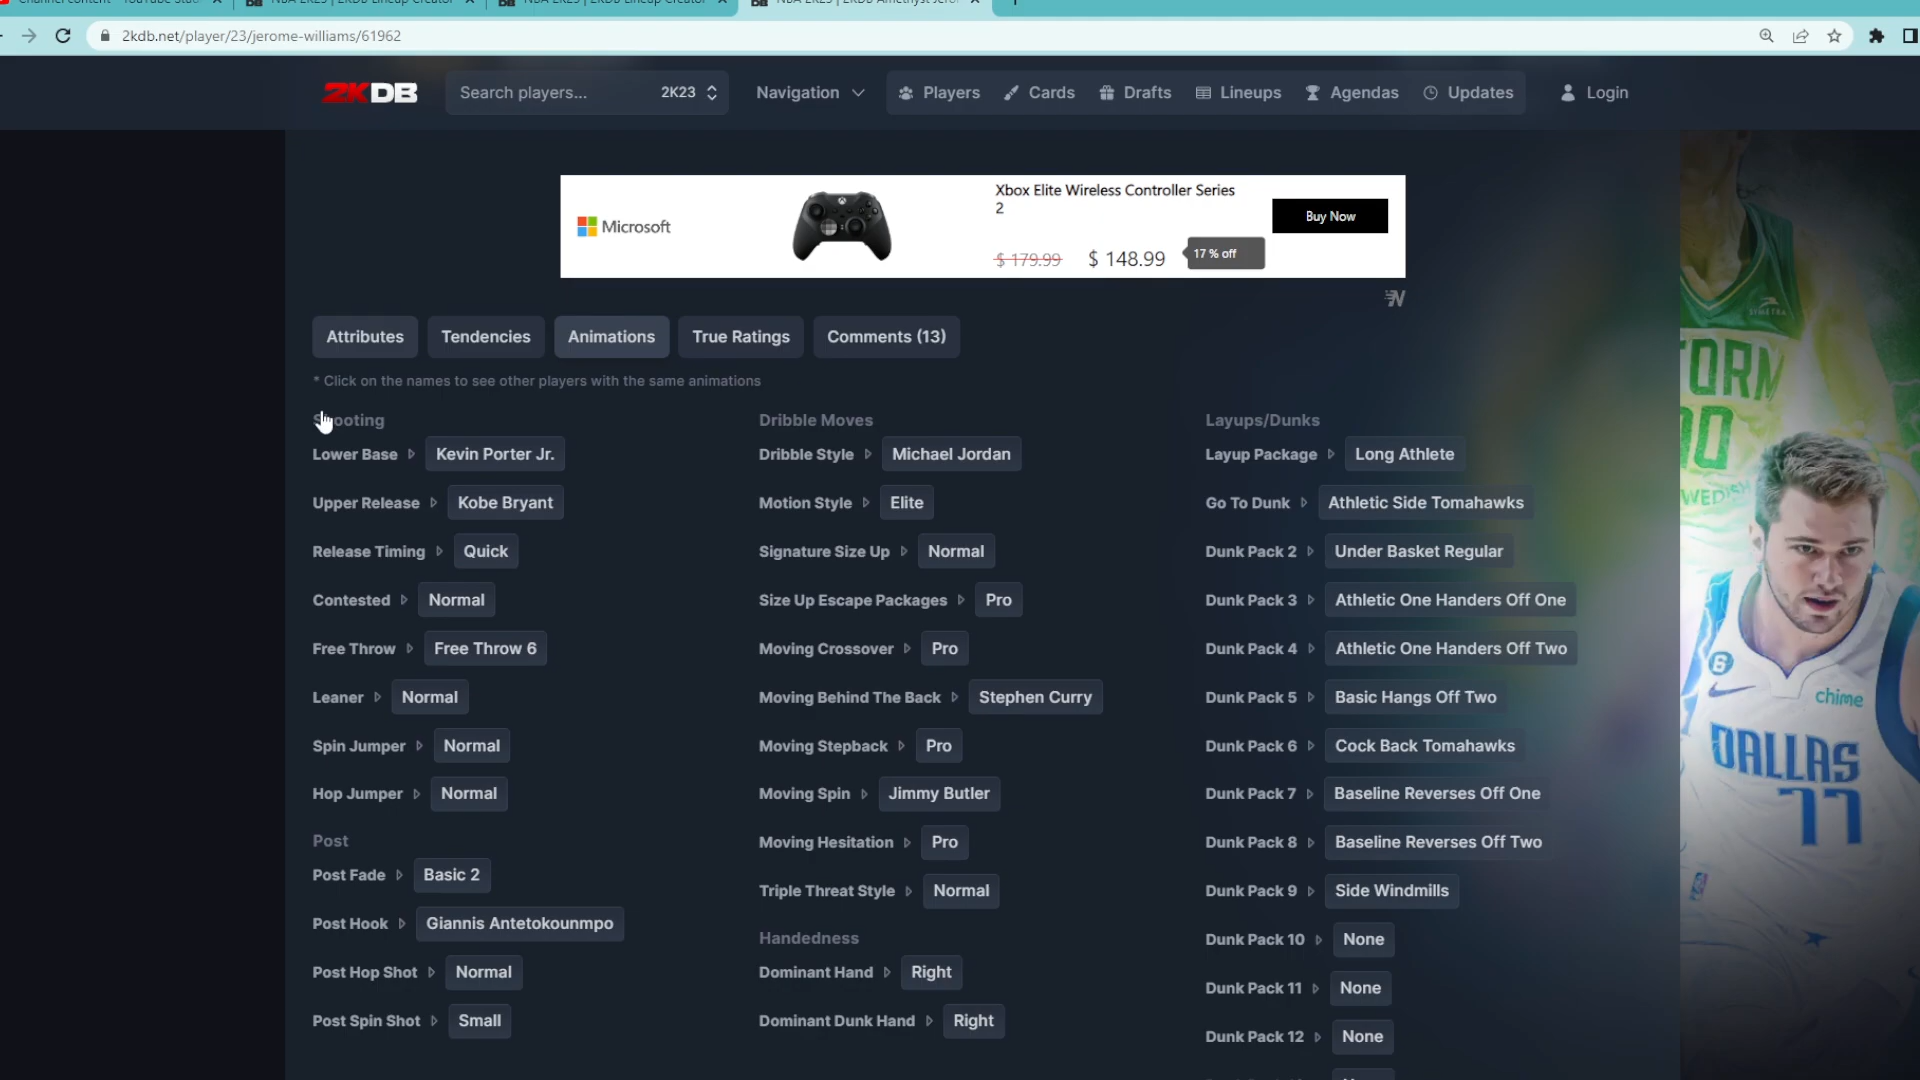 2kdb.net/player/23/jerome-williams/61962
2KDB
Search players...
2K23
Navigation
Players
Cards
Drafts
Lineups
Agendas
Updates
Login
Microsoft
Xbox Elite Wireless Controller Series
2
$ 179.99
$ 148.99
17 % off
Buy Now
Attributes
Tendencies
Animations
True Ratings
Comments (13)
* Click on the names to see other players with the same animations
Shooting
Lower Base Kevin Porter Jr.
Upper Release Kobe Bryant
Release Timing Quick
Contested Normal
Free Throw Free Throw 6
Leaner Normal
Spin Jumper Normal
Hop Jumper Normal
Post
Post Fade Basic 2
Post Hook Giannis Antetokounmpo
Post Hop Shot Normal
Post Spin Shot Small
Dribble Moves
Dribble Style Michael Jordan
Motion Style Elite
Signature Size Up Normal
Size Up Escape Packages Pro
Moving Crossover Pro
Moving Behind The Back Stephen Curry
Moving Stepback Pro
Moving Spin Jimmy Butler
Moving Hesitation Pro
Triple Threat Style Normal
Handedness
Dominant Hand Right
Dominant Dunk Hand Right
Layups/Dunks
Layup Package Long Athlete
Go To Dunk Athletic Side Tomahawks
Dunk Pack 2 Under Basket Regular
Dunk Pack 3 Athletic One Handers Off One
Dunk Pack 4 Athletic One Handers Off Two
Dunk Pack 5 Basic Hangs Off Two
Dunk Pack 6 Cock Back Tomahawks
Dunk Pack 7 Baseline Reverses Off One
Dunk Pack 8 Baseline Reverses Off Two
Dunk Pack 9 Side Windmills
Dunk Pack 10 None
Dunk Pack 11 None
Dunk Pack 12 None
TORM
00
SWEDISH
6
chime
DALLAS
77